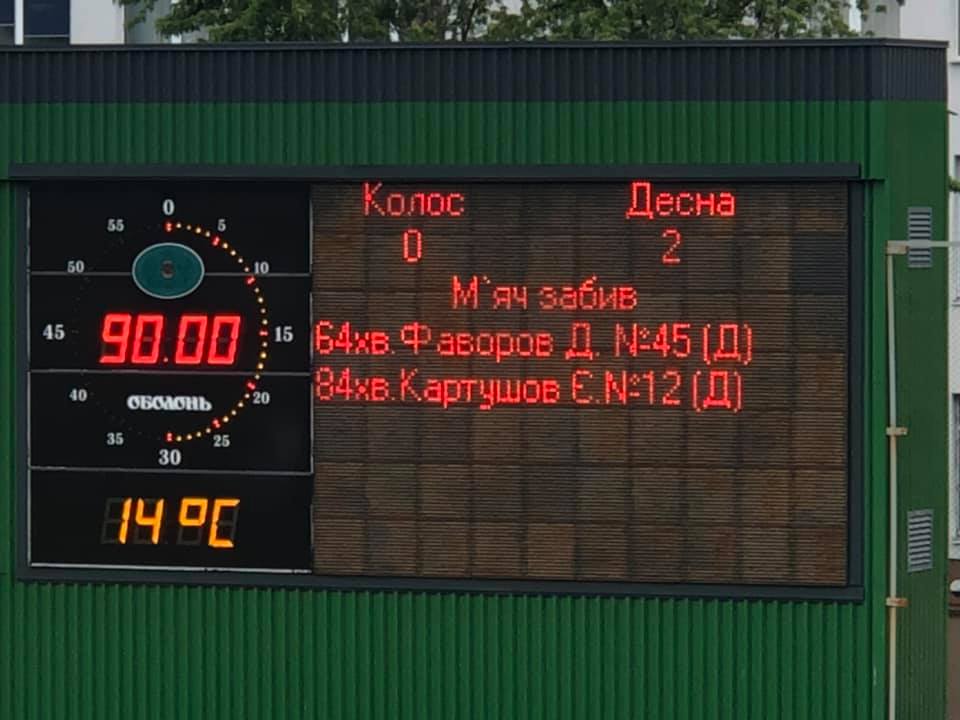 0
55 5
50 10
45 90.00 15
40 20
ОБОЛОНЬ
35 25
30
14°C
Колос Десна
0 2
М`яч забив
64хв.Фаворов Д. №45 (Д)
84хв.Картушов Є.№12 (Д)